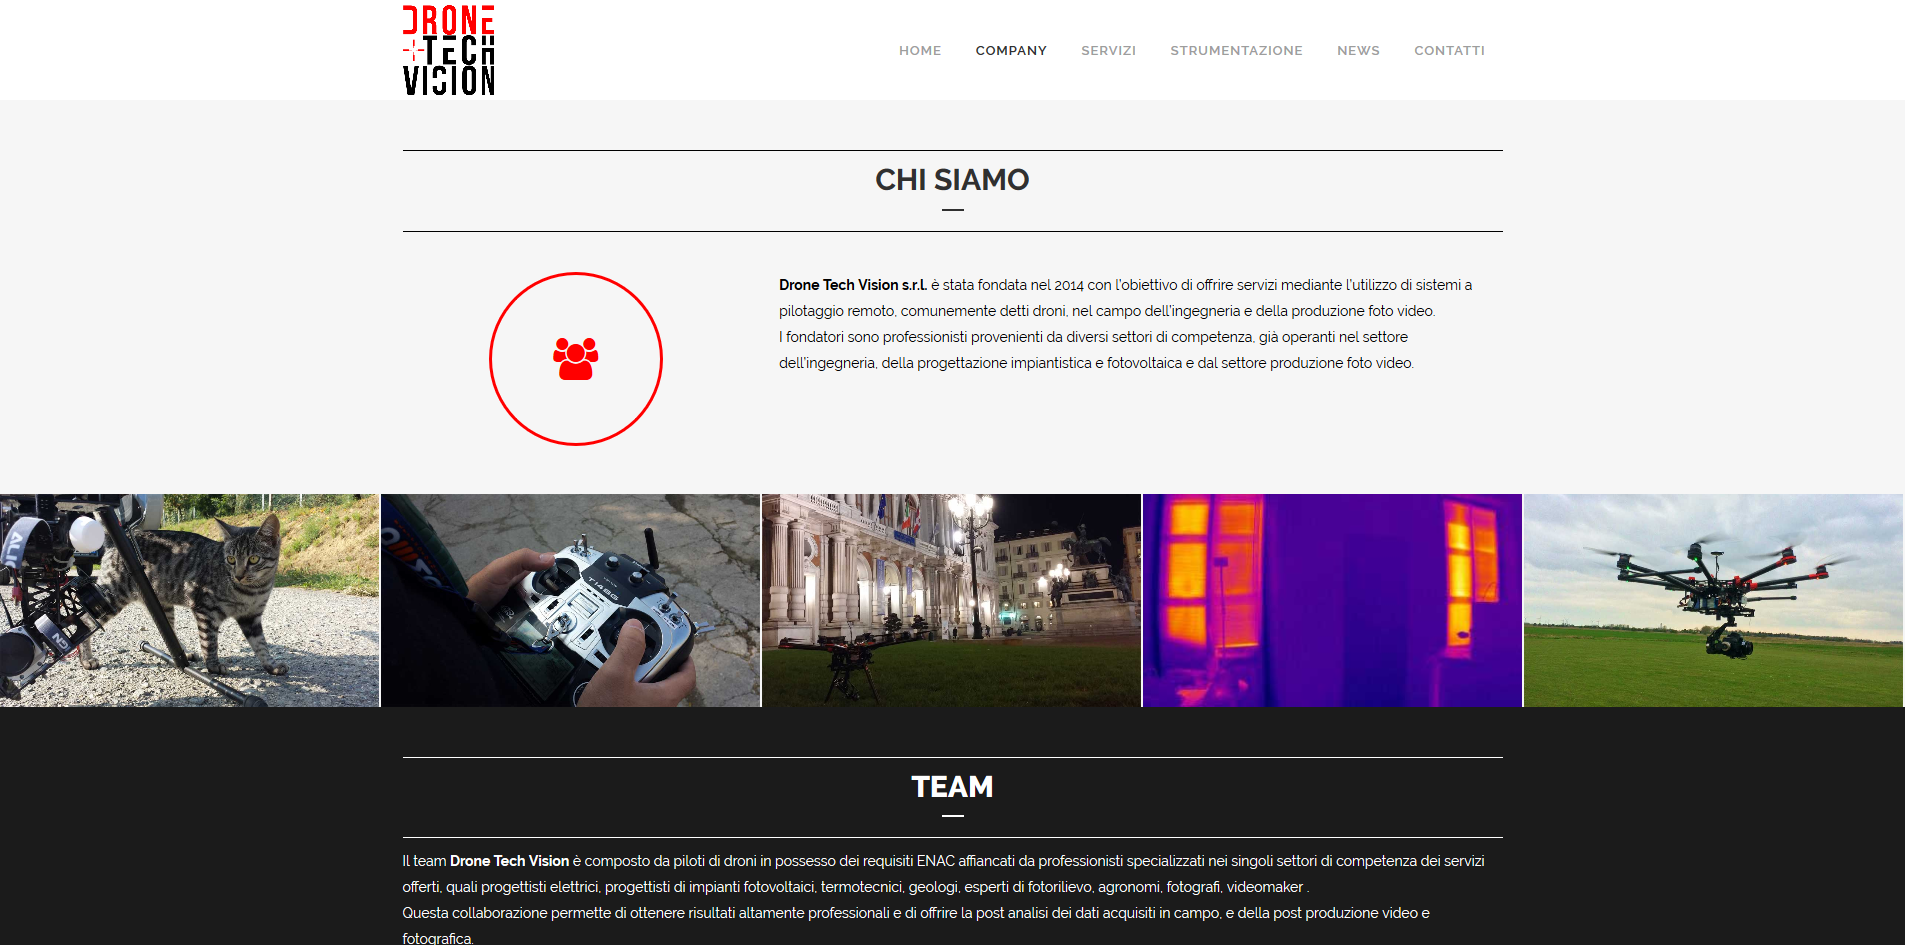 DRONE
TECH
VISION
HOME COMPANY SERVIZI STRUMENTAZIONE NEWS CONTATTI
CHI SIAMO
Drone Tech Vision s.r.l. è stata fondata nel 2014 con l'obiettivo di offrire servizi mediante l'utilizzo di sistemi a
pilotaggio remoto, comunemente detti droni, nel campo dell'ingegneria e della produzione foto video.
I fondatori sono professionisti provenienti da diversi settori di competenza, già operanti nel settore
dell'ingegneria, della progettazione impiantistica e fotovoltaica e dal settore produzione foto video.
T14SG
TEAM
Il team Drone Tech Vision è composto da piloti di droni in possesso dei requisiti ENAC affiancati da professionisti specializzati nei singoli settori di competenza dei servizi
offerti, quali progettisti elettrici, progettisti di impianti fotovoltaici, termotecnici, geologi, esperti di fotorilievo, agronomi, fotografi, videomaker .
Questa collaborazione permette di ottenere risultati altamente professionali e di offrire la post analisi dei dati acquisiti in campo, e della post produzione video e
fotografica.